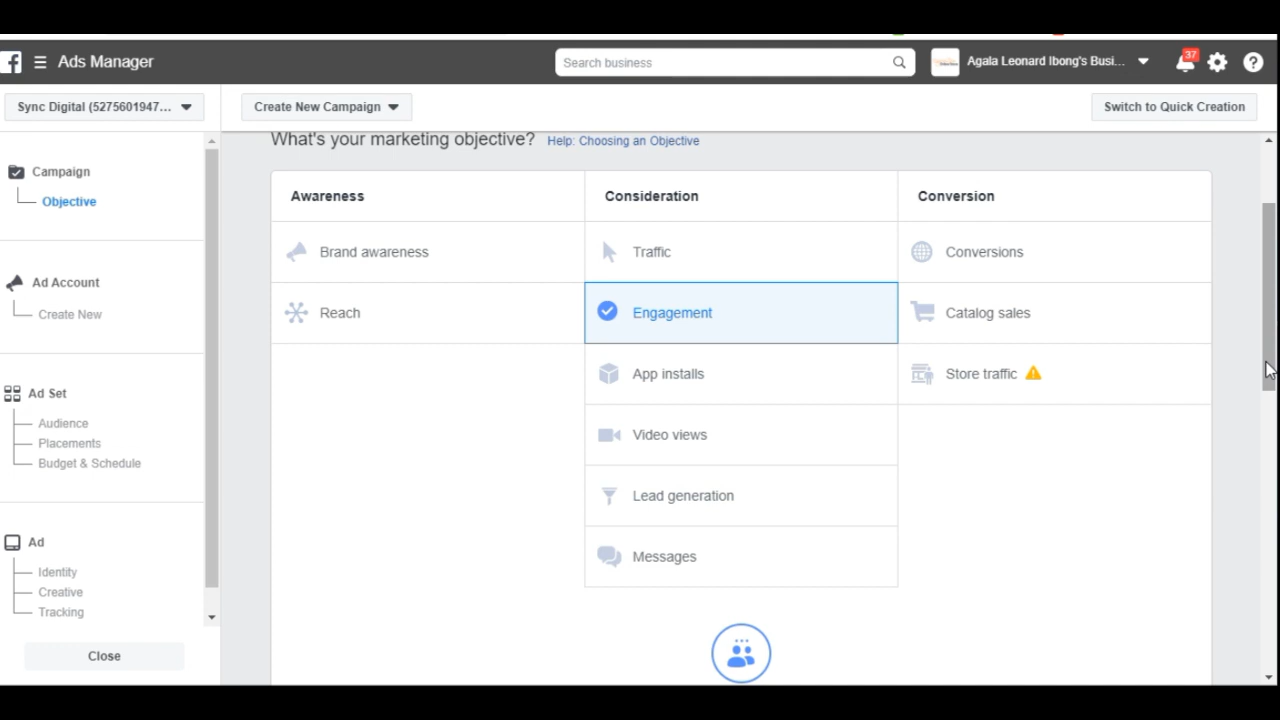 f Ads Manager
Search business
Agala Leonard Ibong's Busi...
37
Sync Digital (5275601947...
Create New Campaign
Switch to Quick Creation
Campaign
Objective
Ad Account
Create New
Ad Set
Audience
Placements
Budget & Schedule
Ad
Identity
Creative
Tracking
Close
What's your marketing objective? Help: Choosing an Objective
Awareness
Brand awareness
Reach
Consideration
Traffic
Engagement
App installs
Video views
Lead generation
Messages
Conversion
Conversions
Catalog sales
Store traffic